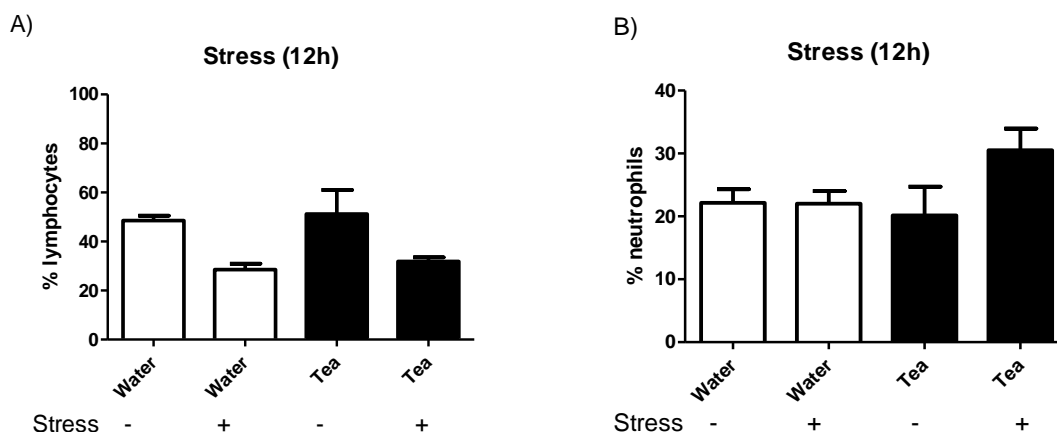 A)
Stress (12h)
% lymphocytes
100
80
60
40
20
0
Water Water Tea Tea
Stress - + - +
B)
Stress (12h)
% neutrophils
40
30
20
10
0
Water Water Tea Tea
Stress - + - +